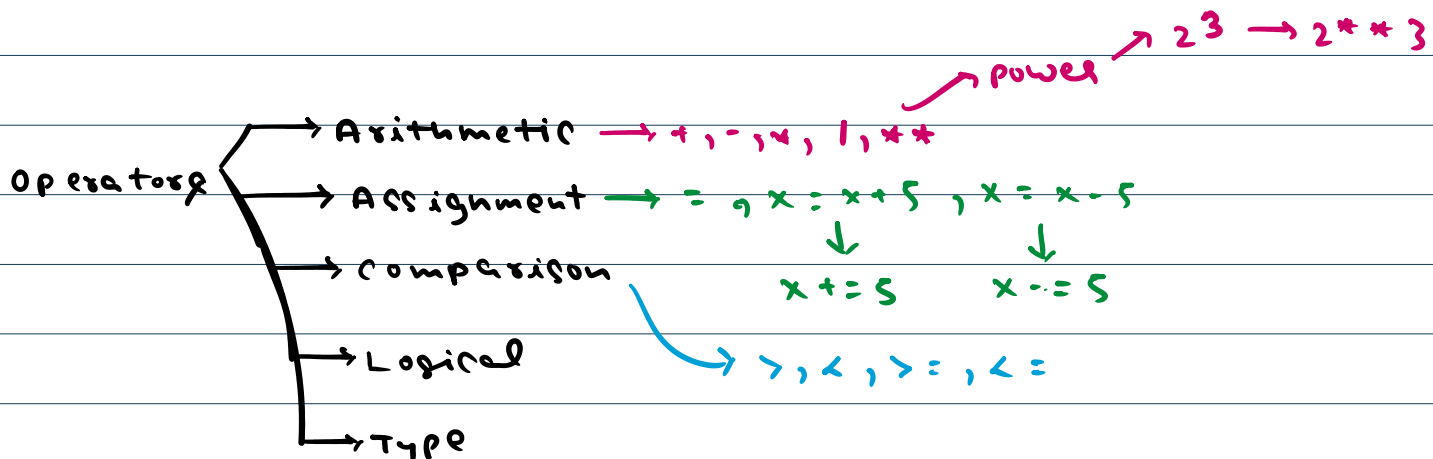 2³ → 2**3
→ power
→ Arithmetic → +, -, *, /, **
Operators
→ Assignment → =, x = x + 5, x = x - 5
→ Comparison
x += 5 x -= 5
→ Logical
>, <, >=, <=
→ Type